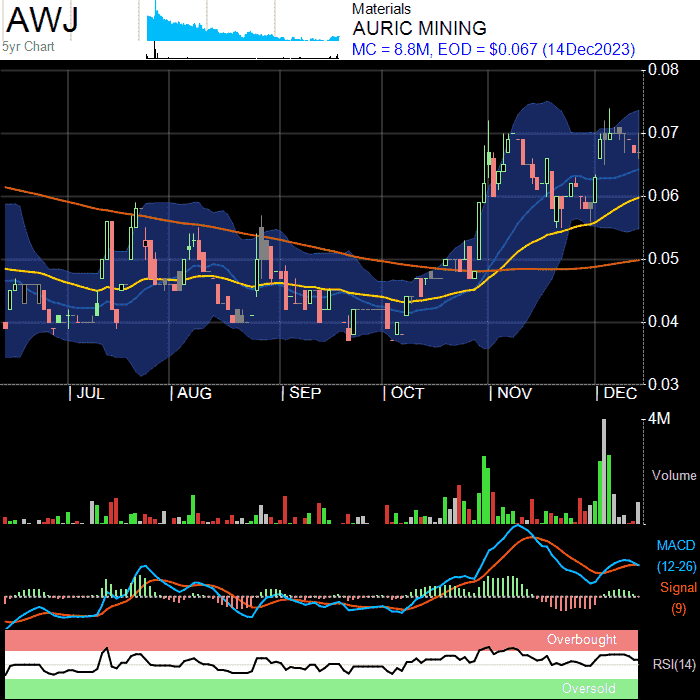 AWJ
5yr Chart
Materials
AURIC MINING
MC = 8.8M, EOD = $0.067 (14Dec2023)
0.08
0.07
0.06
0.05
0.04
0.03
| JUL | AUG | SEP | OCT | NOV | DEC
4M
Volume
MACD
(12-26)
Signal
(9)
Overbought
RSI(14)
Oversold